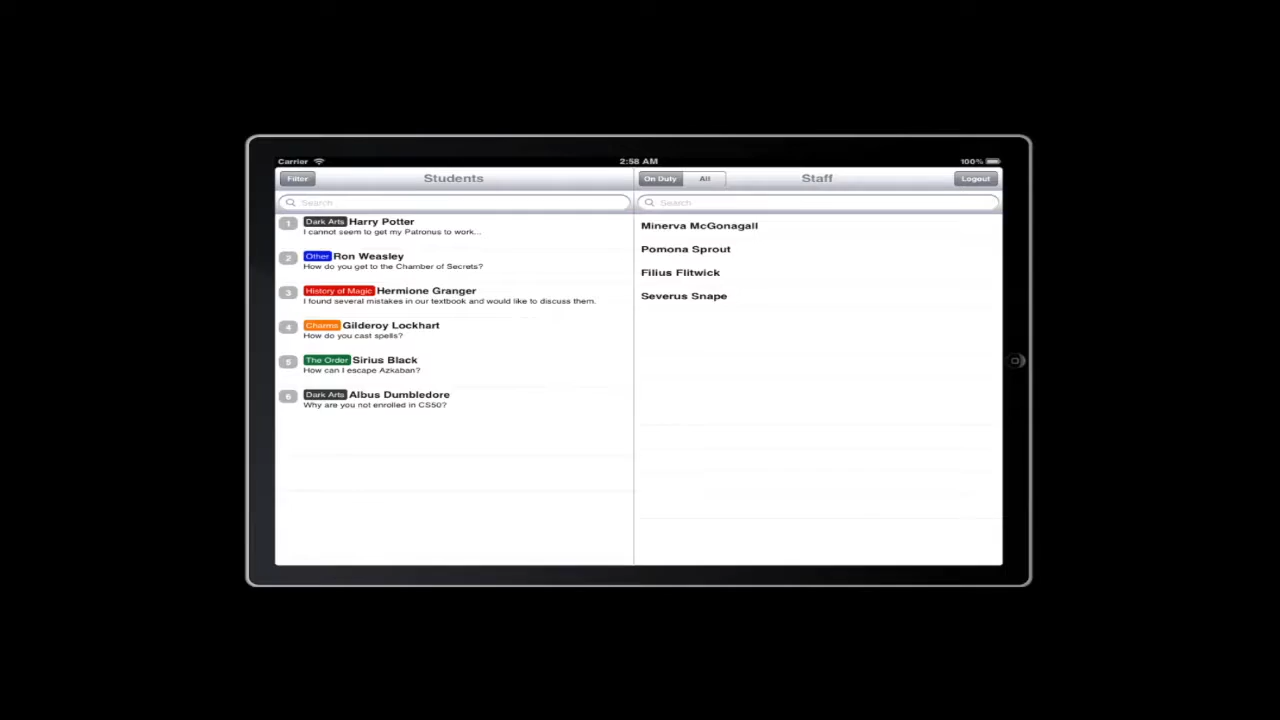 Carrier 2:58 AM 100%
Filter Students
Search
1 Dark Arts Harry Potter
I cannot seem to get my Patronus to work...
2 Other Ron Weasley
How do you get to the Chamber of Secrets?
3 History of Magic Hermione Granger
I found several mistakes in our textbook and would like to discuss them.
4 Charms Gilderoy Lockhart
How do you cast spells?
5 The Order Sirius Black
How can I escape Azkaban?
6 Dark Arts Albus Dumbledore
Why are you not enrolled in CS50?
On Duty All Staff Logout
Search
Minerva McGonagall
Pomona Sprout
Filius Flitwick
Severus Snape